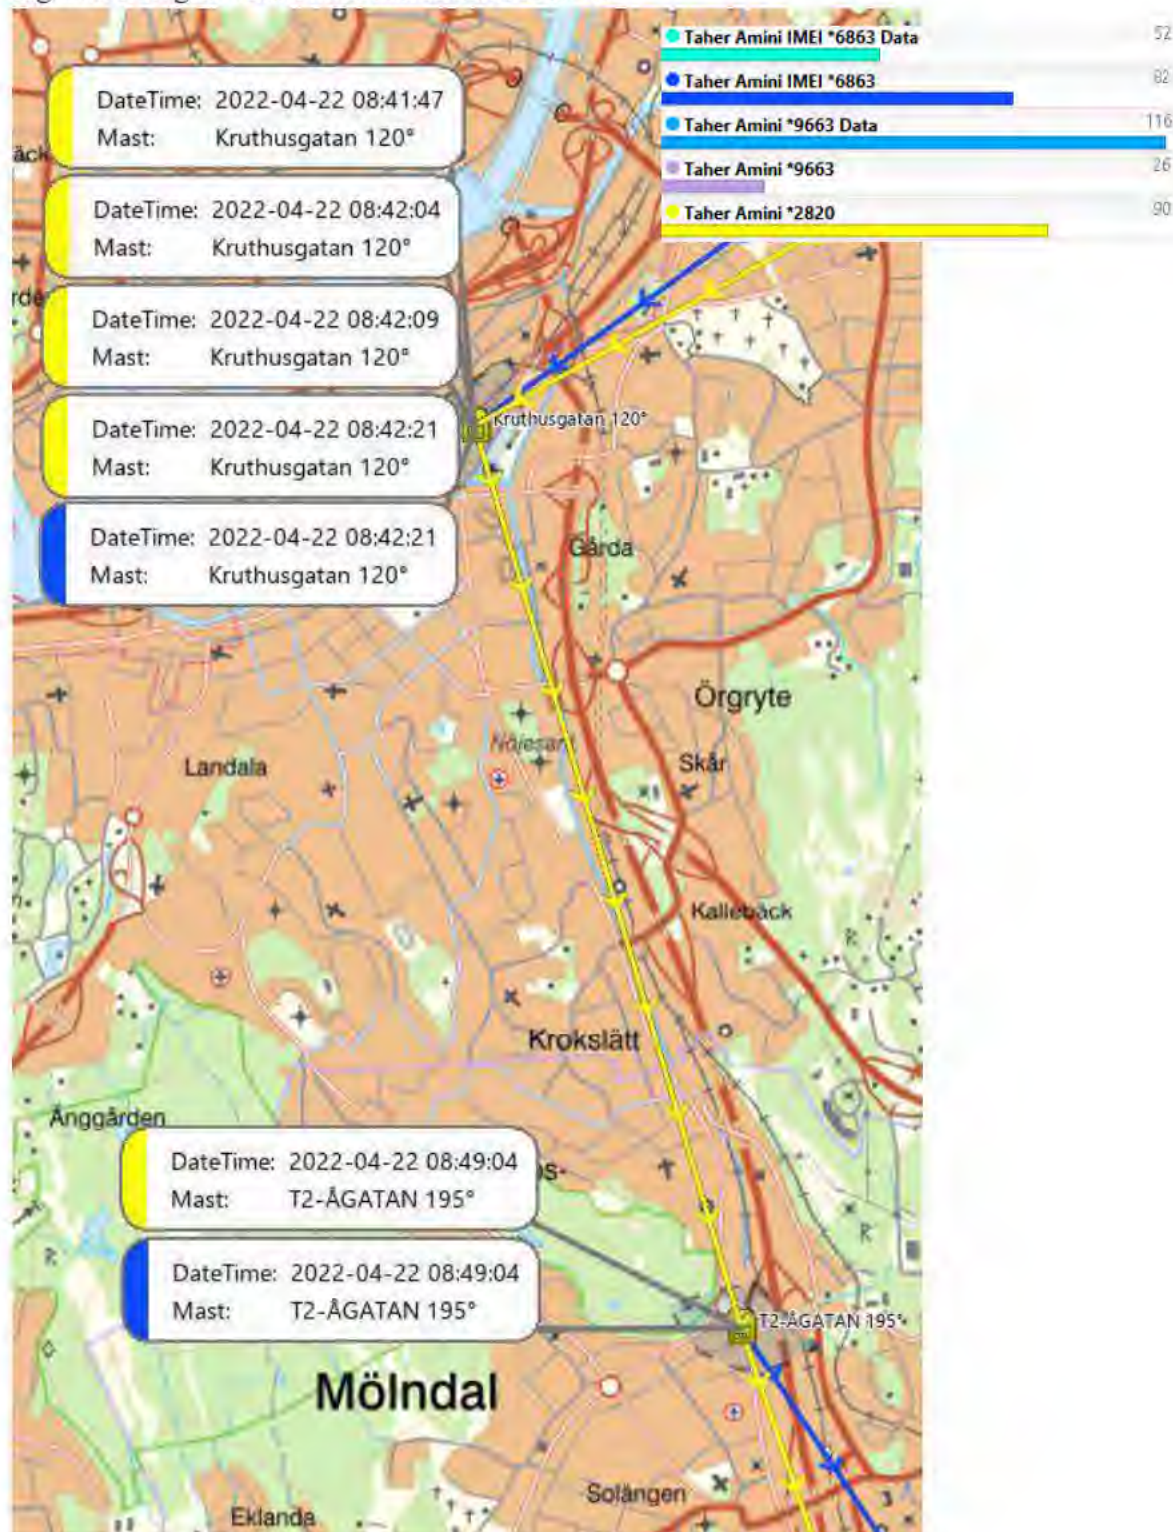 Taher Amini IMEI *6863 Data 52
Taher Amini IMEI *6863 82
Taher Amini *9663 Data 116
Taher Amini *9663 26
Taher Amini *2820 90
DateTime: 2022-04-22 08:41:47
Mast: Kruthusgatan 120°
DateTime: 2022-04-22 08:42:04
Mast: Kruthusgatan 120°
DateTime: 2022-04-22 08:42:09
Mast: Kruthusgatan 120°
DateTime: 2022-04-22 08:42:21
Mast: Kruthusgatan 120°
Kruthusgatan 120°
DateTime: 2022-04-22 08:42:21
Mast: Kruthusgatan 120°
Gårda
Örgryte
Nöjesard
Skår
Landala
Kallebäck
Krokslätt
Änggården
DateTime: 2022-04-22 08:49:04
Mast: T2-ÅGATAN 195°
DateTime: 2022-04-22 08:49:04
Mast: T2-ÅGATAN 195°
T2-ÅGATAN 195°
Mölndal
Solängen
3
Eklanda